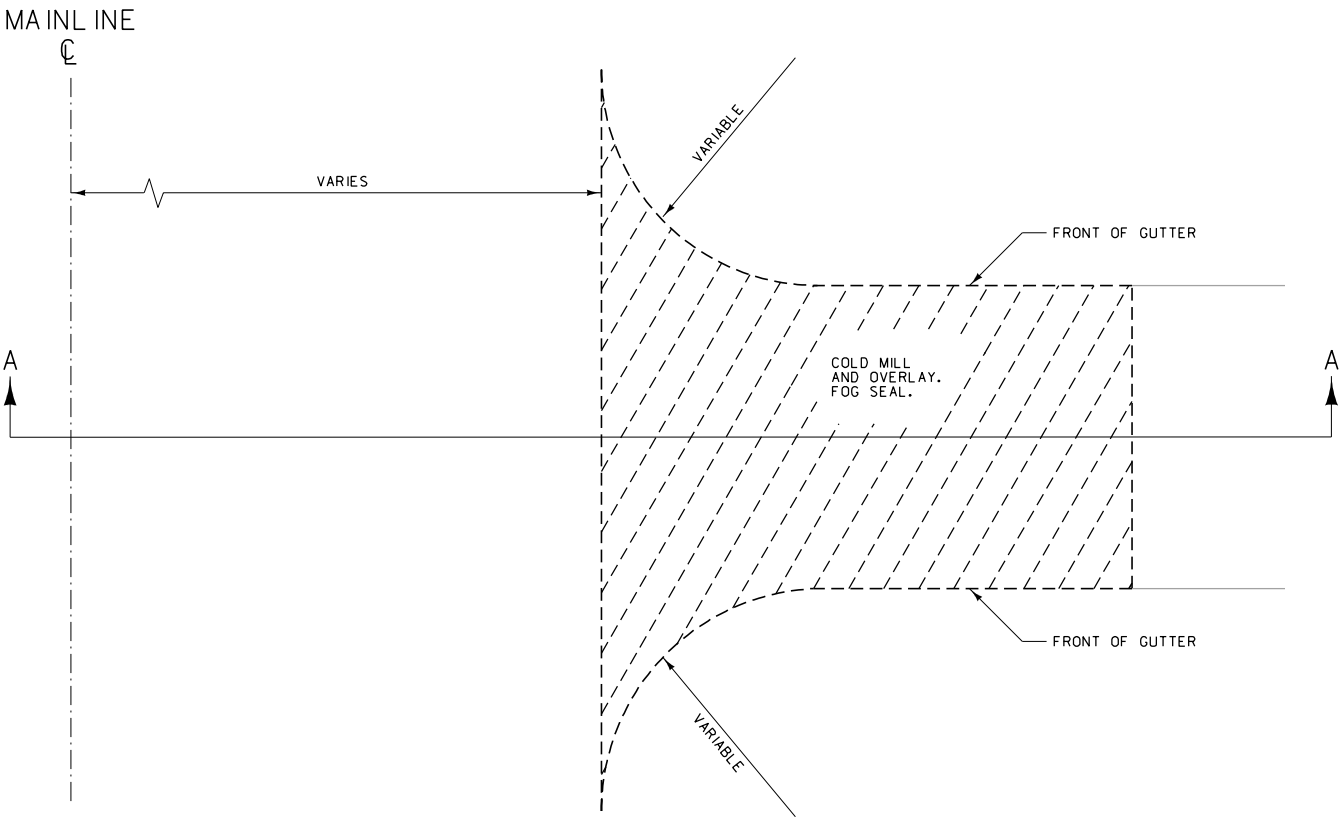 MAINLINE
℄
VARIABLE
VARIES
FRONT OF GUTTER
A
A
COLD MILL
AND OVERLAY.
FOG SEAL.
FRONT OF GUTTER
VARIABLE